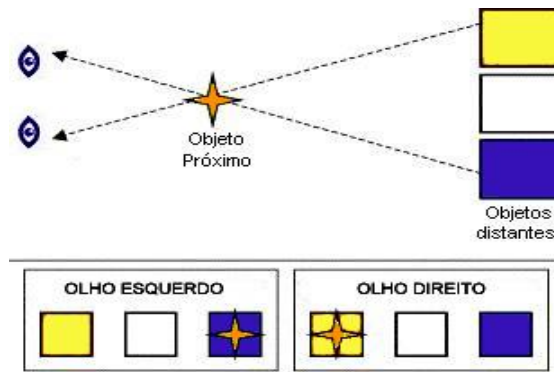 Objeto
Próximo
Objetos
distantes
OLHO ESQUERDO
OLHO DIREITO